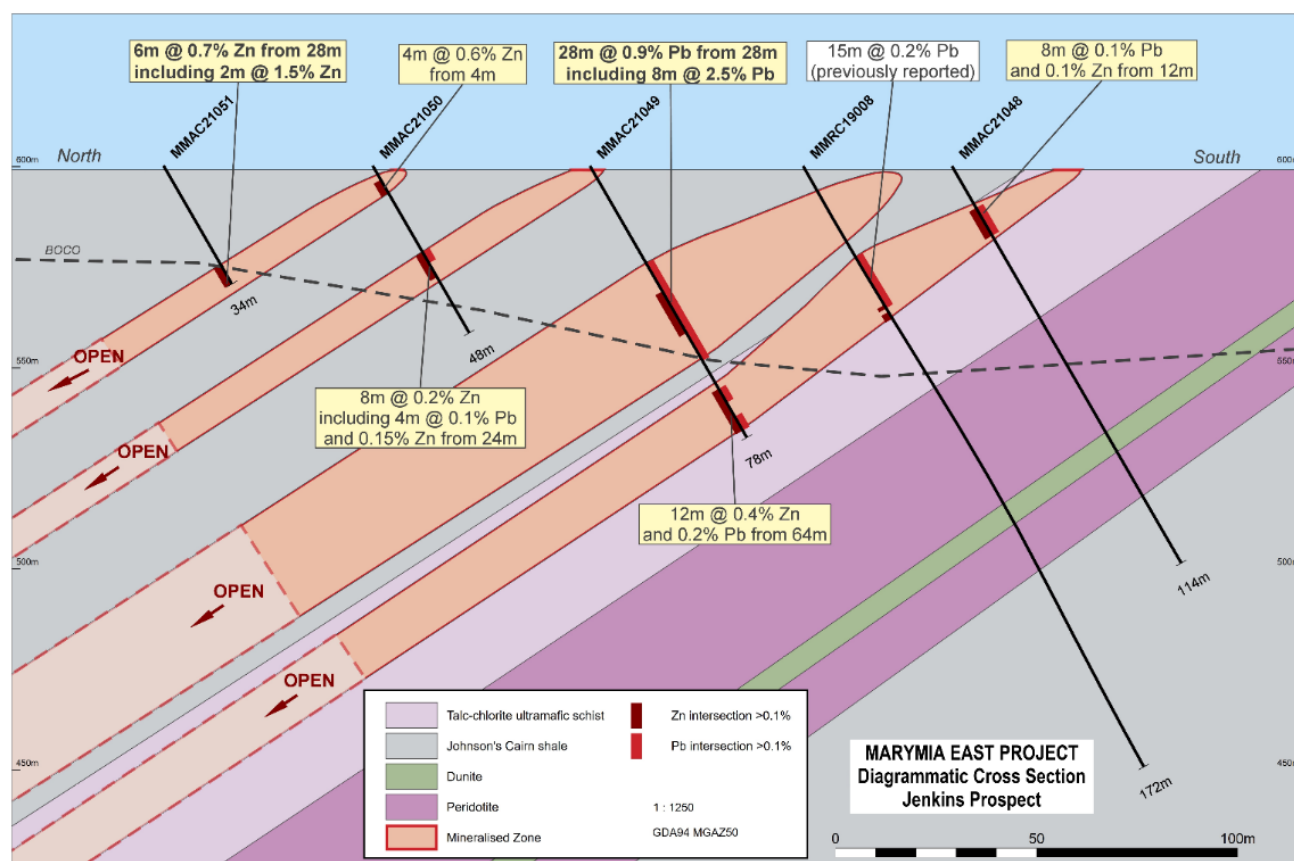 6m @ 0.7% Zn from 28m
including 2m @ 1.5% Zn
4m @ 0.6% Zn
from 4m
28m @ 0.9% Pb from 28m
including 8m @ 2.5% Pb
15m @ 0.2% Pb
(previously reported)
8m @ 0.1% Pb
and 0.1% Zn from 12m
MMAC21051
MMAC21050
MMAC21049
MMRC19008
MMAC21048
North
South
600m
600m
BOCO
34m
48m
550m
550m
OPEN
8m @ 0.2% Zn
including 4m @ 0.1% Pb
and 0.15% Zn from 24m
78m
OPEN
12m @ 0.4% Zn
and 0.2% Pb from 64m
500m
500m
114m
OPEN
OPEN
Talc-chlorite ultramafic schist
Johnson's Cairn shale
Dunite
Peridotite
Mineralised Zone
Zn intersection >0.1%
Pb intersection >0.1%
1 : 1250
GDA94 MGAZ50
450m
450m
MARYMIA EAST PROJECT
Diagrammatic Cross Section
Jenkins Prospect
172m
0
50
100m